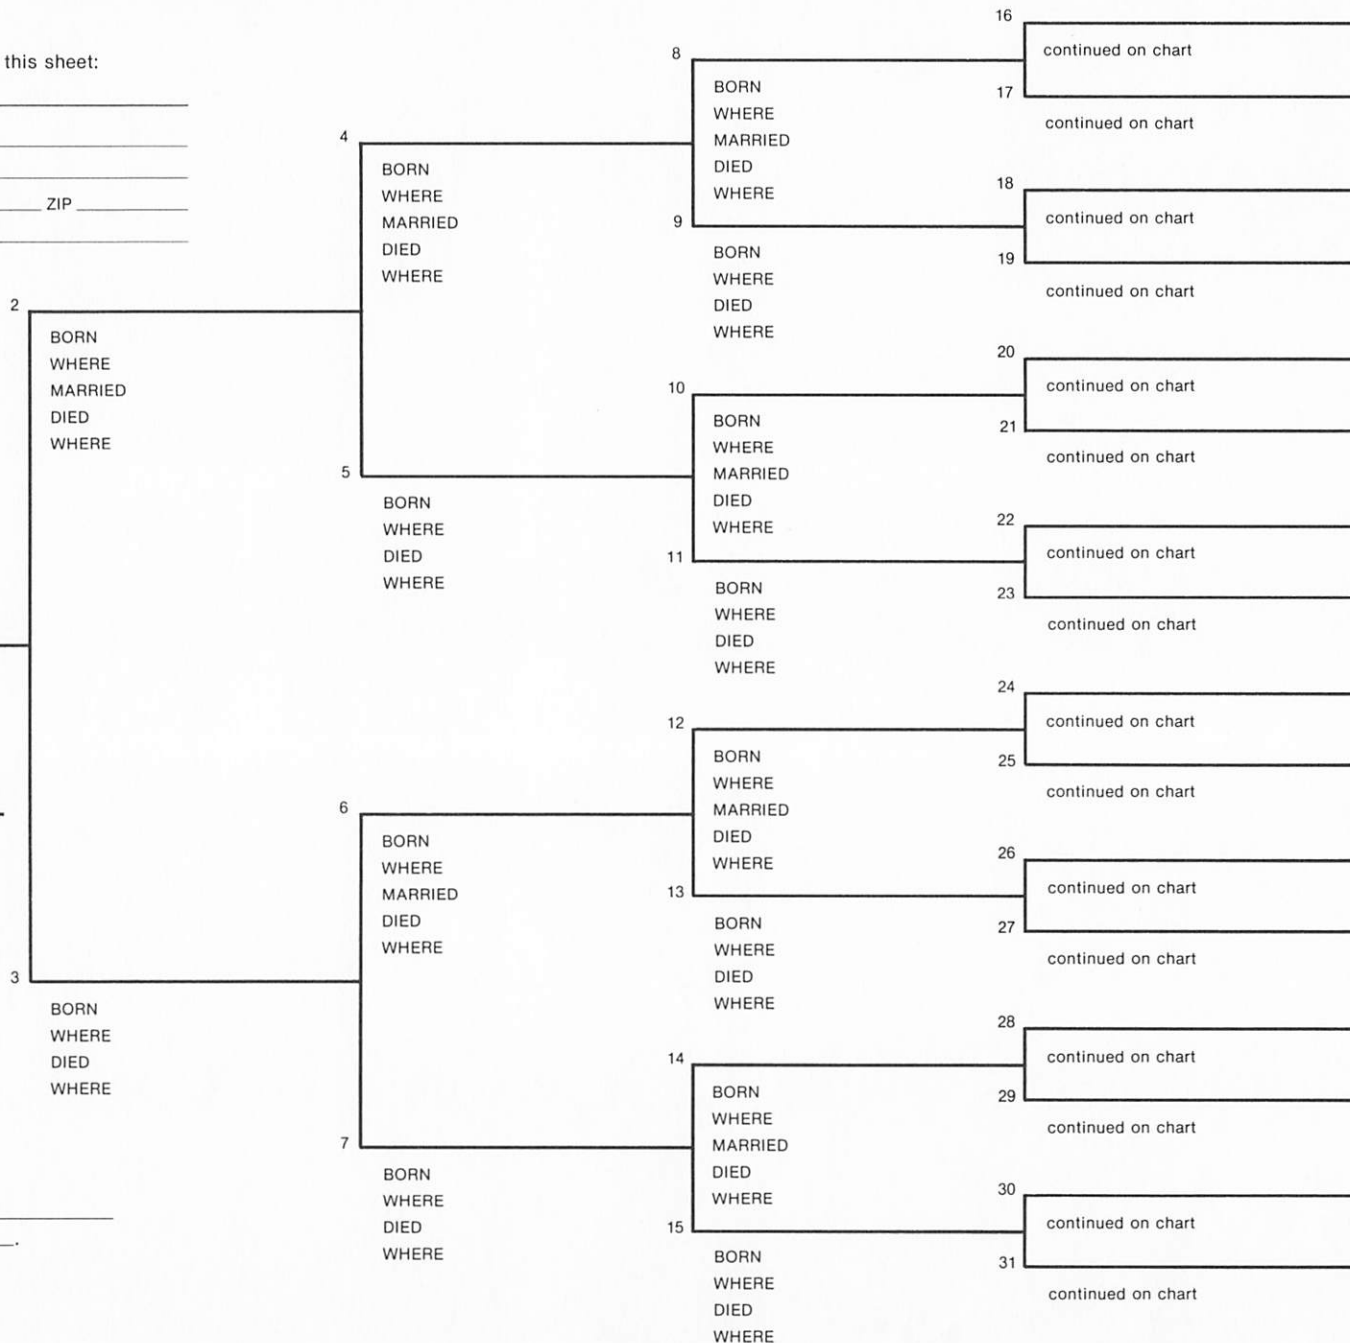 this sheet:
ZIP
2
BORN
WHERE
MARRIED
DIED
WHERE
3
BORN
WHERE
DIED
WHERE
.
4
BORN
WHERE
MARRIED
DIED
WHERE
5
BORN
WHERE
DIED
WHERE
6
BORN
WHERE
MARRIED
DIED
WHERE
7
BORN
WHERE
DIED
WHERE
8
BORN
WHERE
MARRIED
DIED
WHERE
9
BORN
WHERE
DIED
WHERE
10
BORN
WHERE
MARRIED
DIED
WHERE
11
BORN
WHERE
DIED
WHERE
12
BORN
WHERE
MARRIED
DIED
WHERE
13
BORN
WHERE
DIED
WHERE
14
BORN
WHERE
MARRIED
DIED
WHERE
15
BORN
WHERE
DIED
WHERE
16
continued on chart
17
continued on chart
18
continued on chart
19
continued on chart
20
continued on chart
21
continued on chart
22
continued on chart
23
continued on chart
24
continued on chart
25
continued on chart
26
continued on chart
27
continued on chart
28
continued on chart
29
continued on chart
30
continued on chart
31
continued on chart